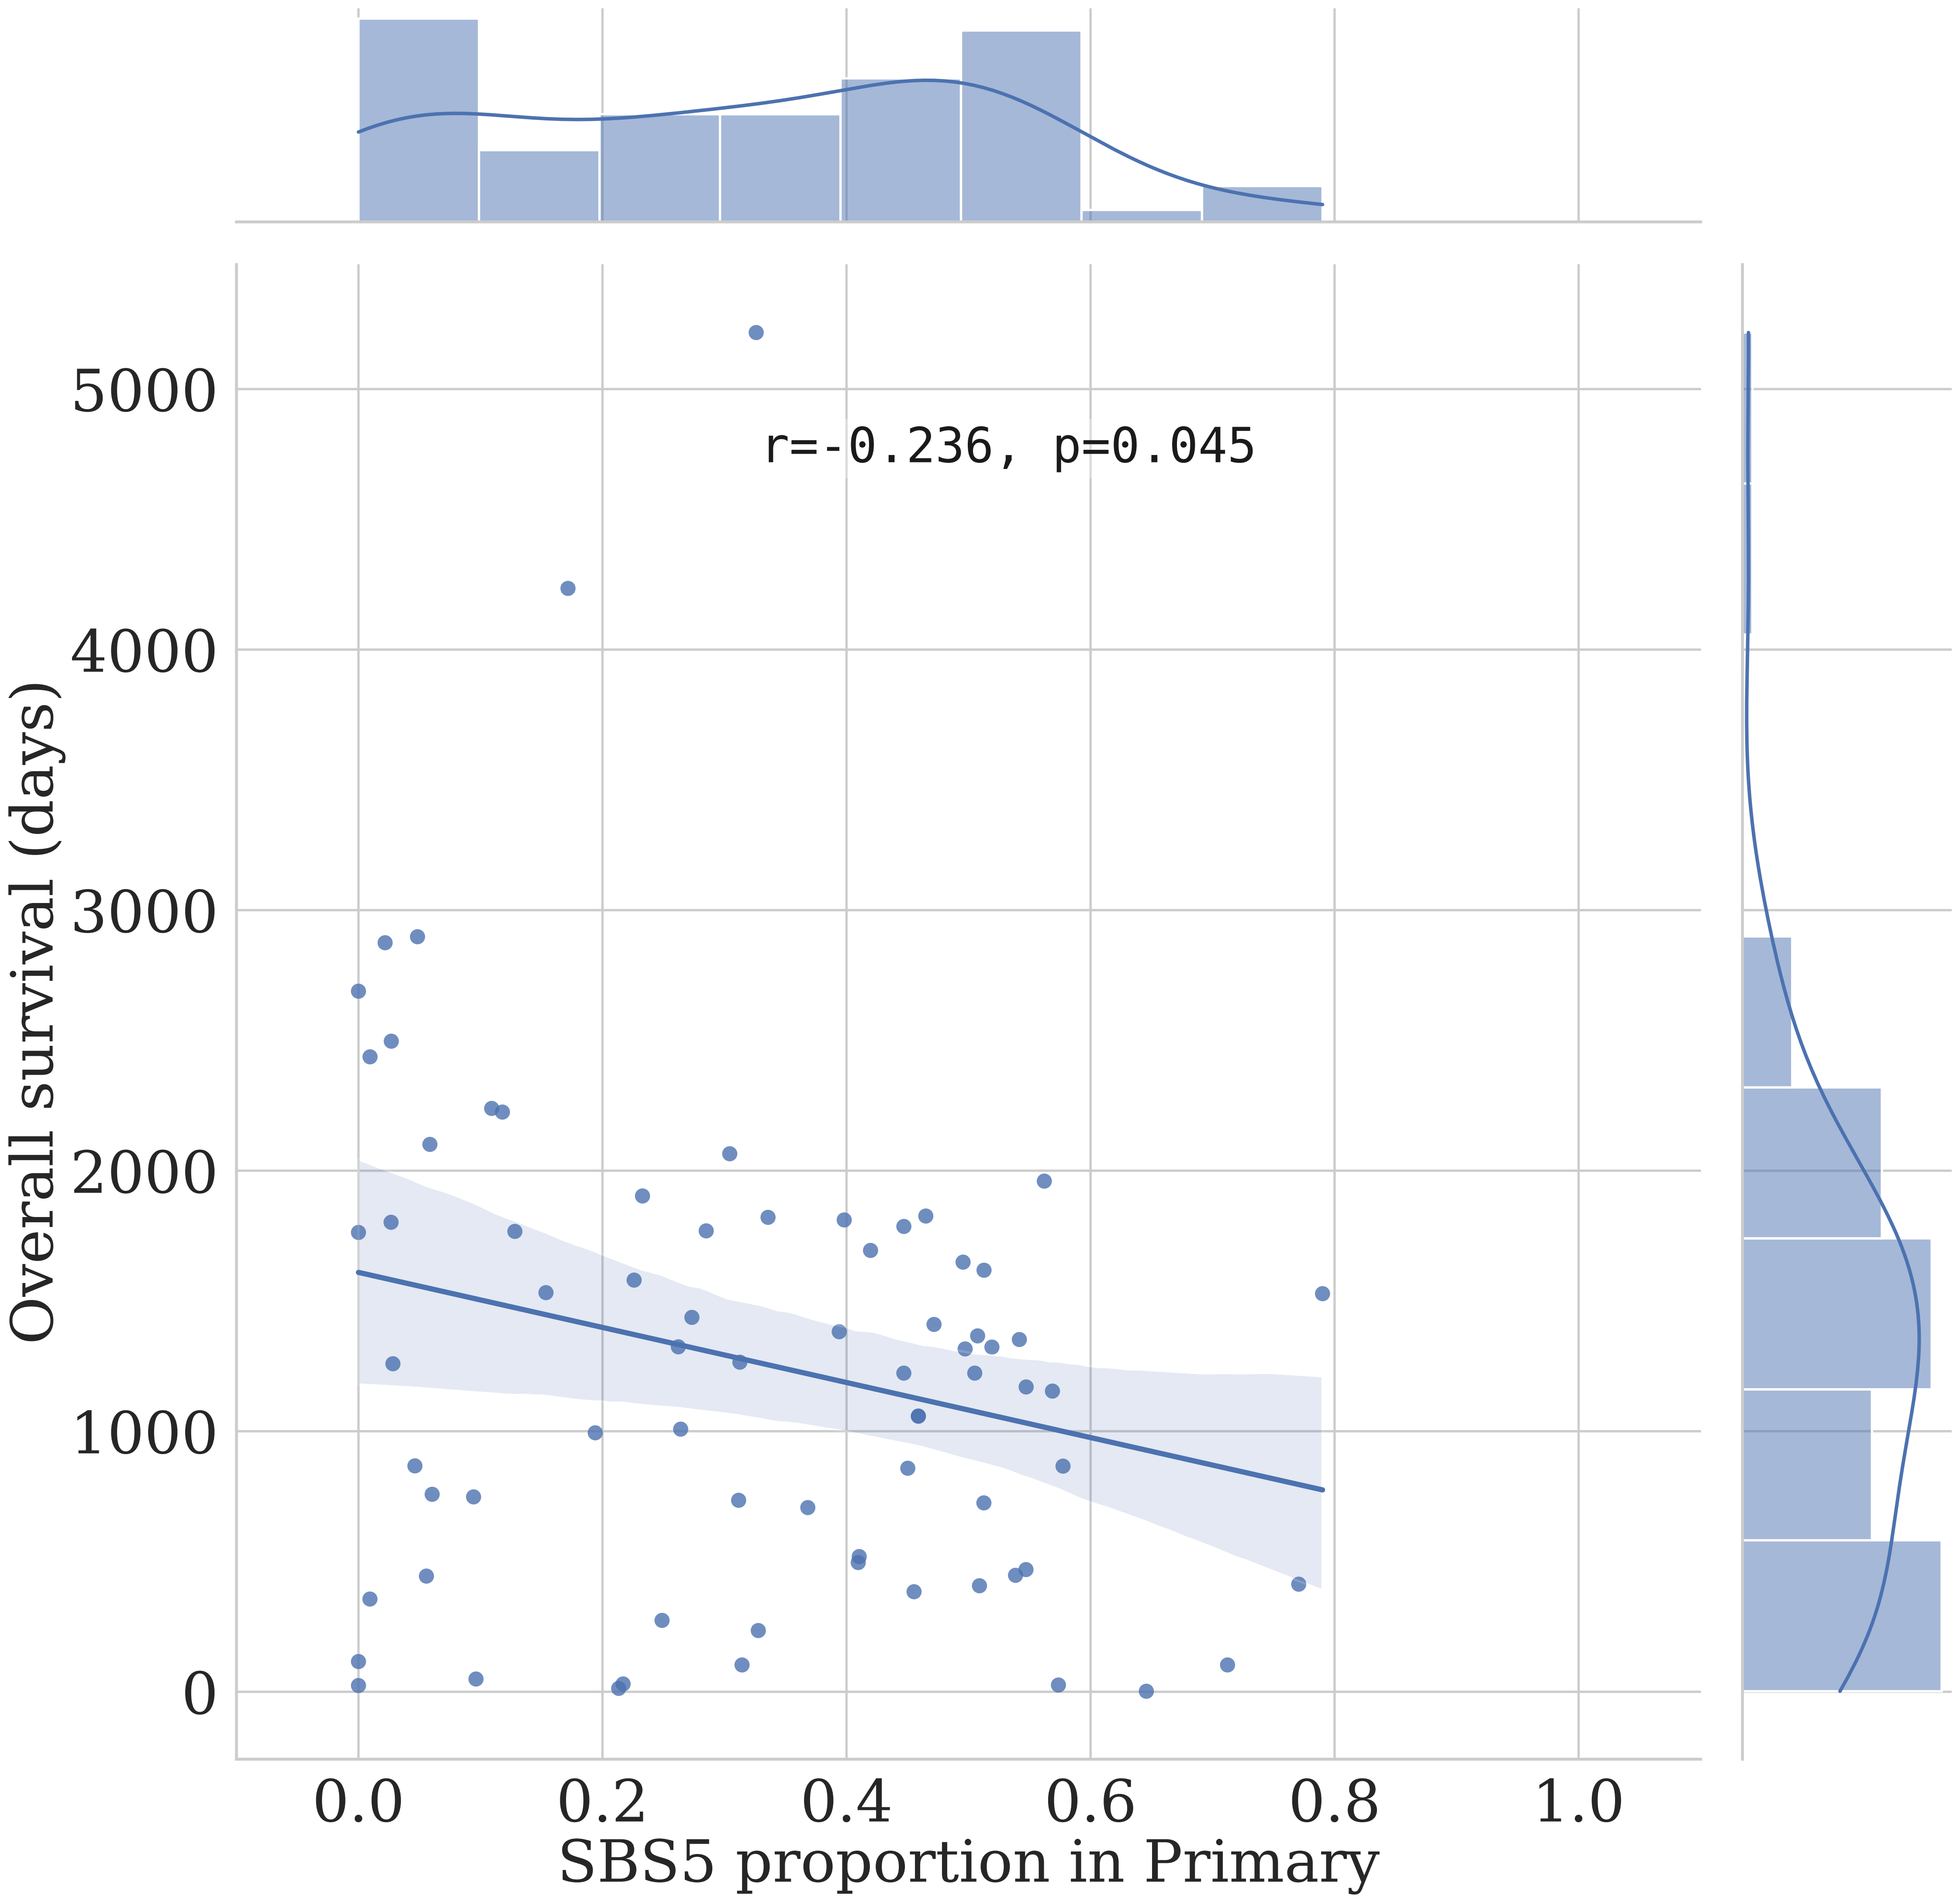 5000
r=-0.236, p=0.045
4000
3000
2000
1000
0
Overall survival (days)
0.0 0.2 0.4 0.6 0.8 1.0
SBS5 proportion in Primary